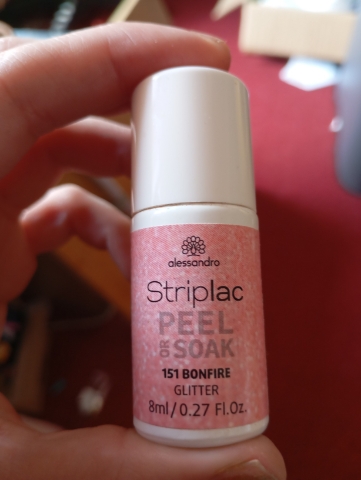 alessandro
Striplac
PEEL
OR SOAK
151 BONFIRE
GLITTER
8ml/0.27 Fl.Oz.